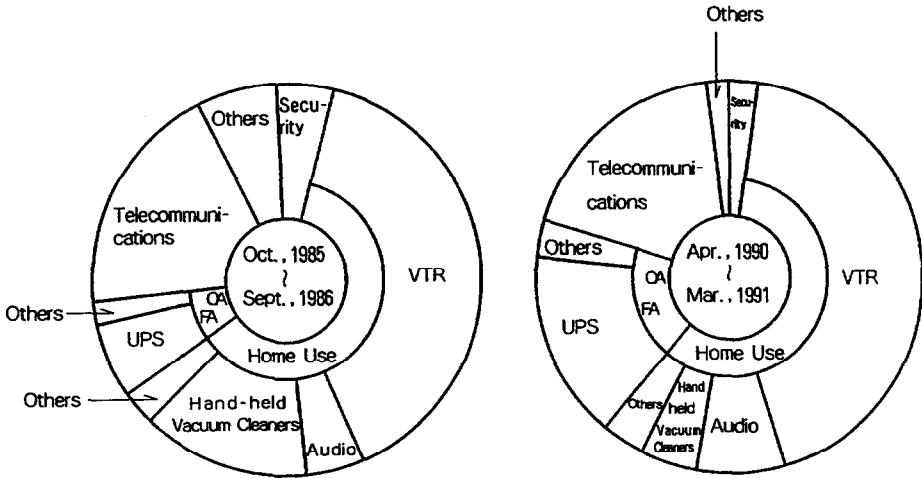 Others
Secu-
rity
Telecommuni-
cations
Oct., 1985
~
Sept., 1986
VTR
Others
OA
FA
UPS
Home Use
Others
Hand-held
Vacuum Cleaners
Audio
Others
Secu-
rity
Telecommuni-
cations
Others
Apr., 1990
~
Mar., 1991
VTR
OA
FA
UPS
Home Use
Others
Hand
held
Vacuum
Cleaners
Audio